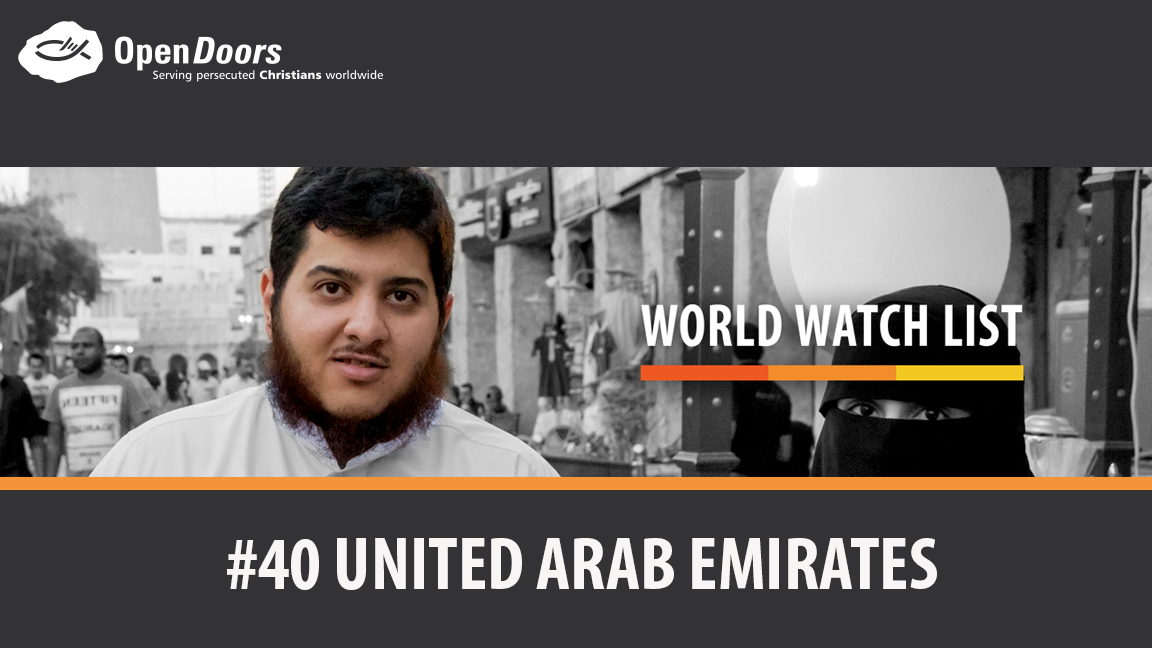 OpenDoors
Serving persecuted Christians worldwide
WORLD WATCH LIST
#40 UNITED ARAB EMIRATES